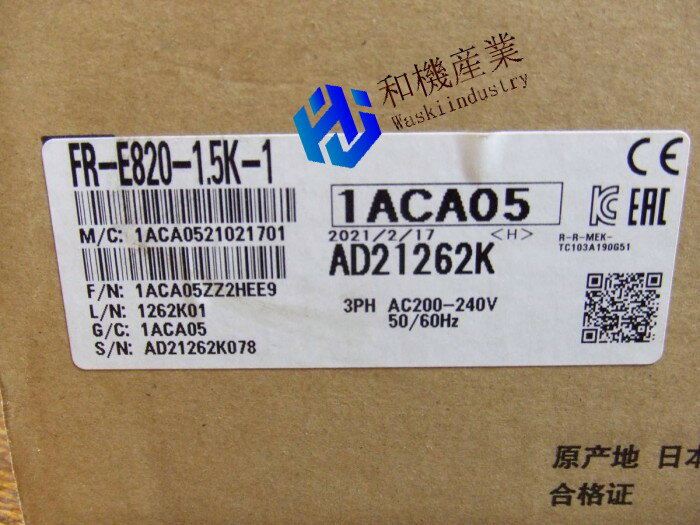 和機産業
Waskiindustry
FR-E820-1.5K-1
M/C: 1ACA0521021701
F/N: 1ACA05ZZ2HEE9
L/N: 1262K01
G/C: 1ACA05
S/N: AD21262K078
1ACA05
2021/2/17 <H>
AD21262K
3PH AC200-240V
50/60Hz
CE
EAC
R-R-MEK-
TC103A190G51
原产地 日本
合格证